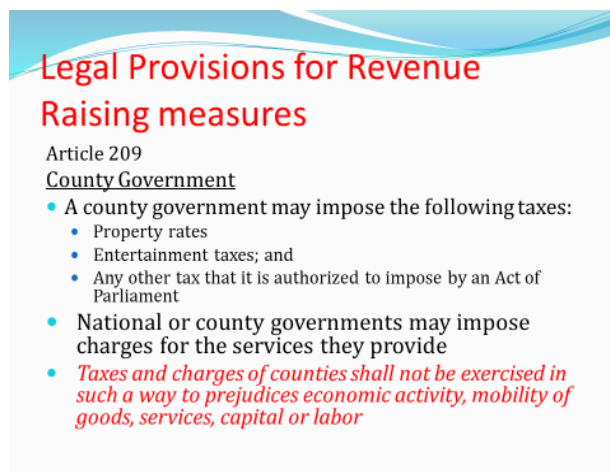 Legal Provisions for Revenue
Raising measures
Article 209
County Government
• A county government may impose the following taxes:
• Property rates
• Entertainment taxes; and
• Any other tax that it is authorized to impose by an Act of
Parliament
• National or county governments may impose
charges for the services they provide
• Taxes and charges of counties shall not be exercised in
such a way to prejudices economic activity, mobility of
goods, services, capital or labor